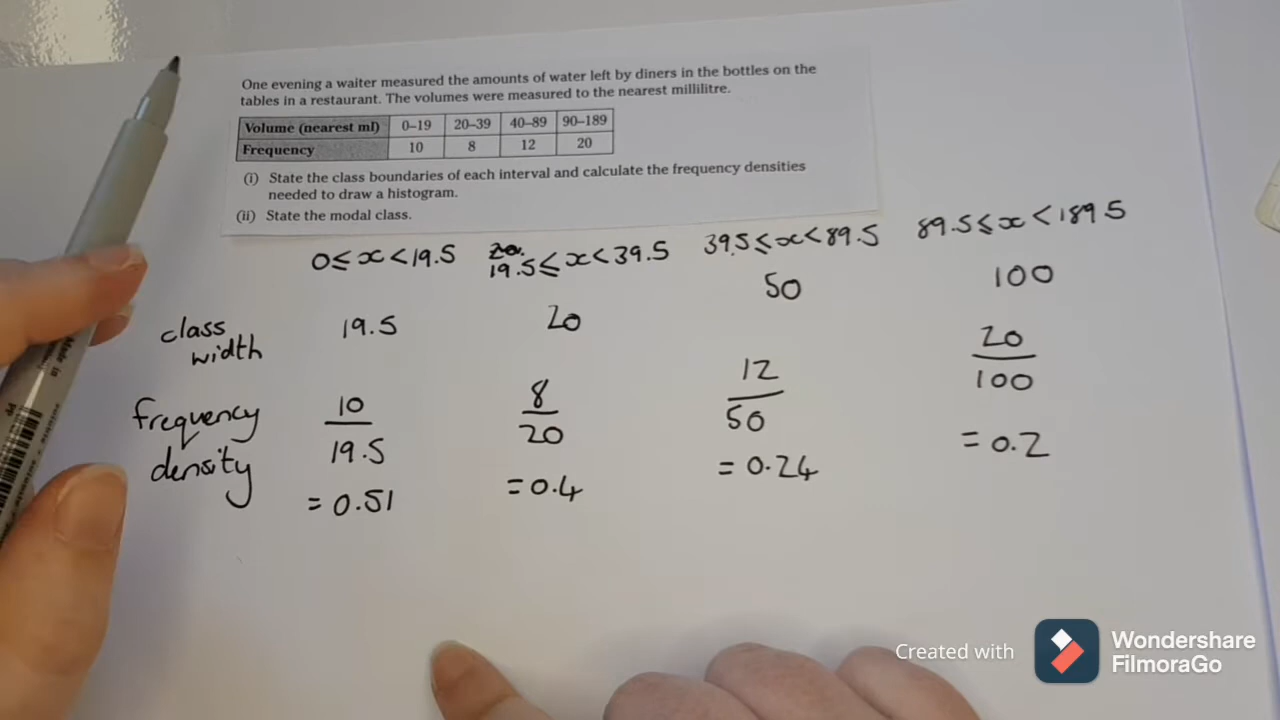 One evening a waiter measured the amounts of water left by diners in the bottles on the
tables in a restaurant. The volumes were measured to the nearest millilitre.
Volume (nearest ml) 0–19 20–39 40–89 90–189
Frequency 10 8 12 20
(i) State the class boundaries of each interval and calculate the frequency densities
needed to draw a histogram.
(ii) State the modal class.
0≤x<19.5 19.5≤x<39.5 39.5≤x<89.5 89.5≤x<189.5
class
width
19.5 20 50 100
frequency
density
10/19.5 8/20 12/50 20/100
=0.51 =0.4 =0.24 =0.2
Created with
Wondershare
FilmoraGo